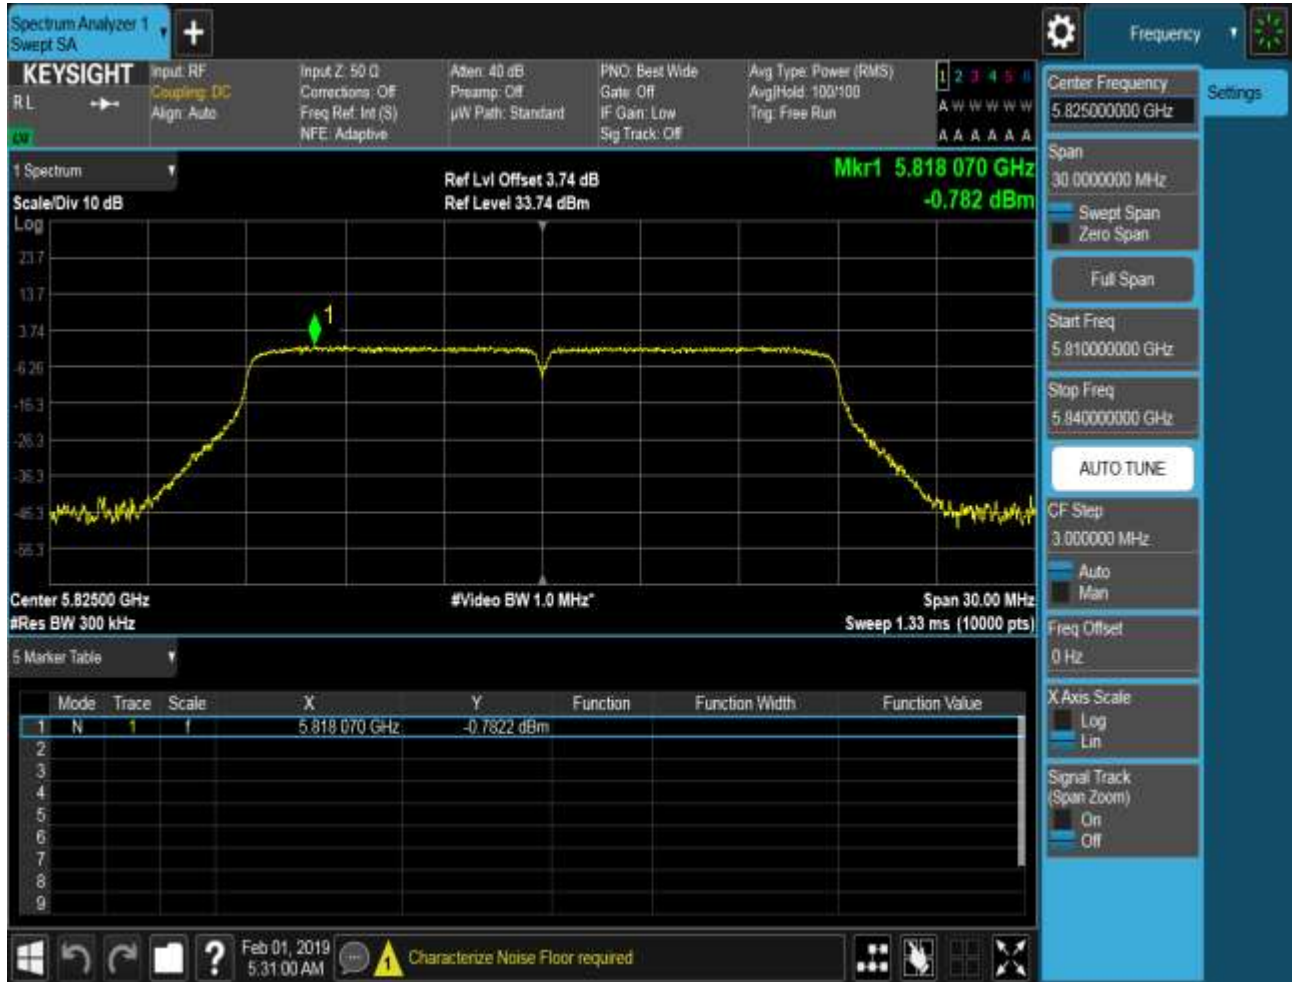 Spectrum Analyzer 1
Swept SA
Frequency
KEYSIGHT
R L
Input: RF
Coupling: DC
Align: Auto
Input Z: 50 Ω
Corrections: Off
Freq Ref: Int (S)
NFE: Adaptive
Atten: 40 dB
Preamp: Off
µW Path: Standard
PNO: Best Wide
Gate: Off
IF Gain: Low
Sig Track: Off
Avg Type: Power (RMS)
Avg|Hold: 100/100
Trig: Free Run
1 2 3 4 5 6
A W W W W W
A A A A A A
1 Spectrum
Scale/Div 10 dB
Ref Lvl Offset 3.74 dB
Ref Level 33.74 dBm
Mkr1 5.818 070 GHz
-0.782 dBm
Log
23.7
13.7
3.74
-6.26
-16.3
-26.3
-36.3
-46.3
-56.3
1
Center 5.82500 GHz
#Video BW 1.0 MHz*
Span 30.00 MHz
#Res BW 300 kHz
Sweep 1.33 ms (10000 pts)
5 Marker Table
Mode Trace Scale X Y Function Function Width Function Value
1 N 1 f 5.818 070 GHz -0.7822 dBm
2
3
4
5
6
7
8
9
Feb 01, 2019
5:31:00 AM
?
1
Characterize Noise Floor required
Center Frequency
5.825000000 GHz
Settings
Span
30.0000000 MHz
Swept Span
Zero Span
Full Span
Start Freq
5.810000000 GHz
Stop Freq
5.840000000 GHz
AUTO TUNE
CF Step
3.000000 MHz
Auto
Man
Freq Offset
0 Hz
X Axis Scale
Log
Lin
Signal Track
(Span Zoom)
On
Off